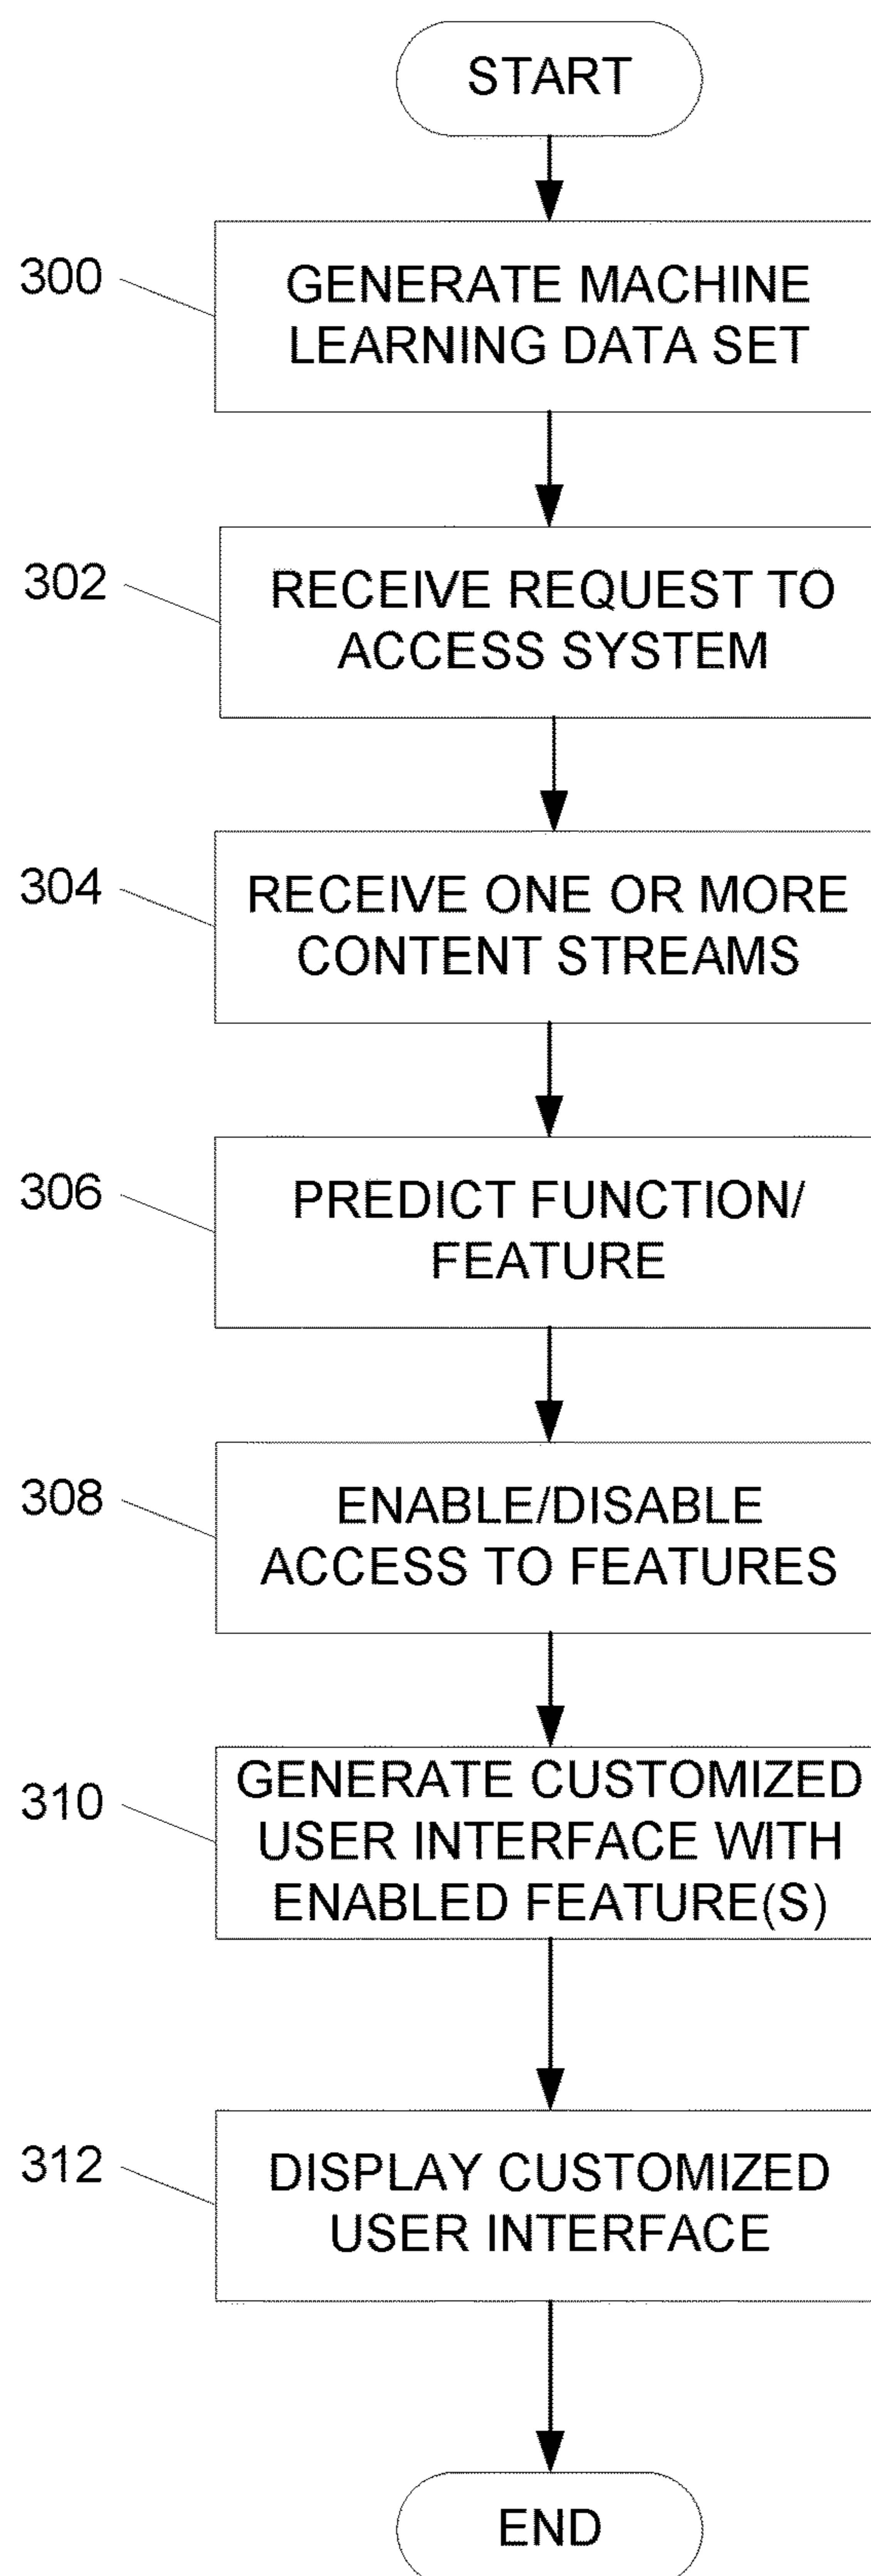 START
300
GENERATE MACHINE
LEARNING DATA SET
302
RECEIVE REQUEST TO
ACCESS SYSTEM
304
RECEIVE ONE OR MORE
CONTENT STREAMS
306
PREDICT FUNCTION/
FEATURE
308
ENABLE/DISABLE
ACCESS TO FEATURES
310
GENERATE CUSTOMIZED
USER INTERFACE WITH
ENABLED FEATURE(S)
312
DISPLAY CUSTOMIZED
USER INTERFACE
END